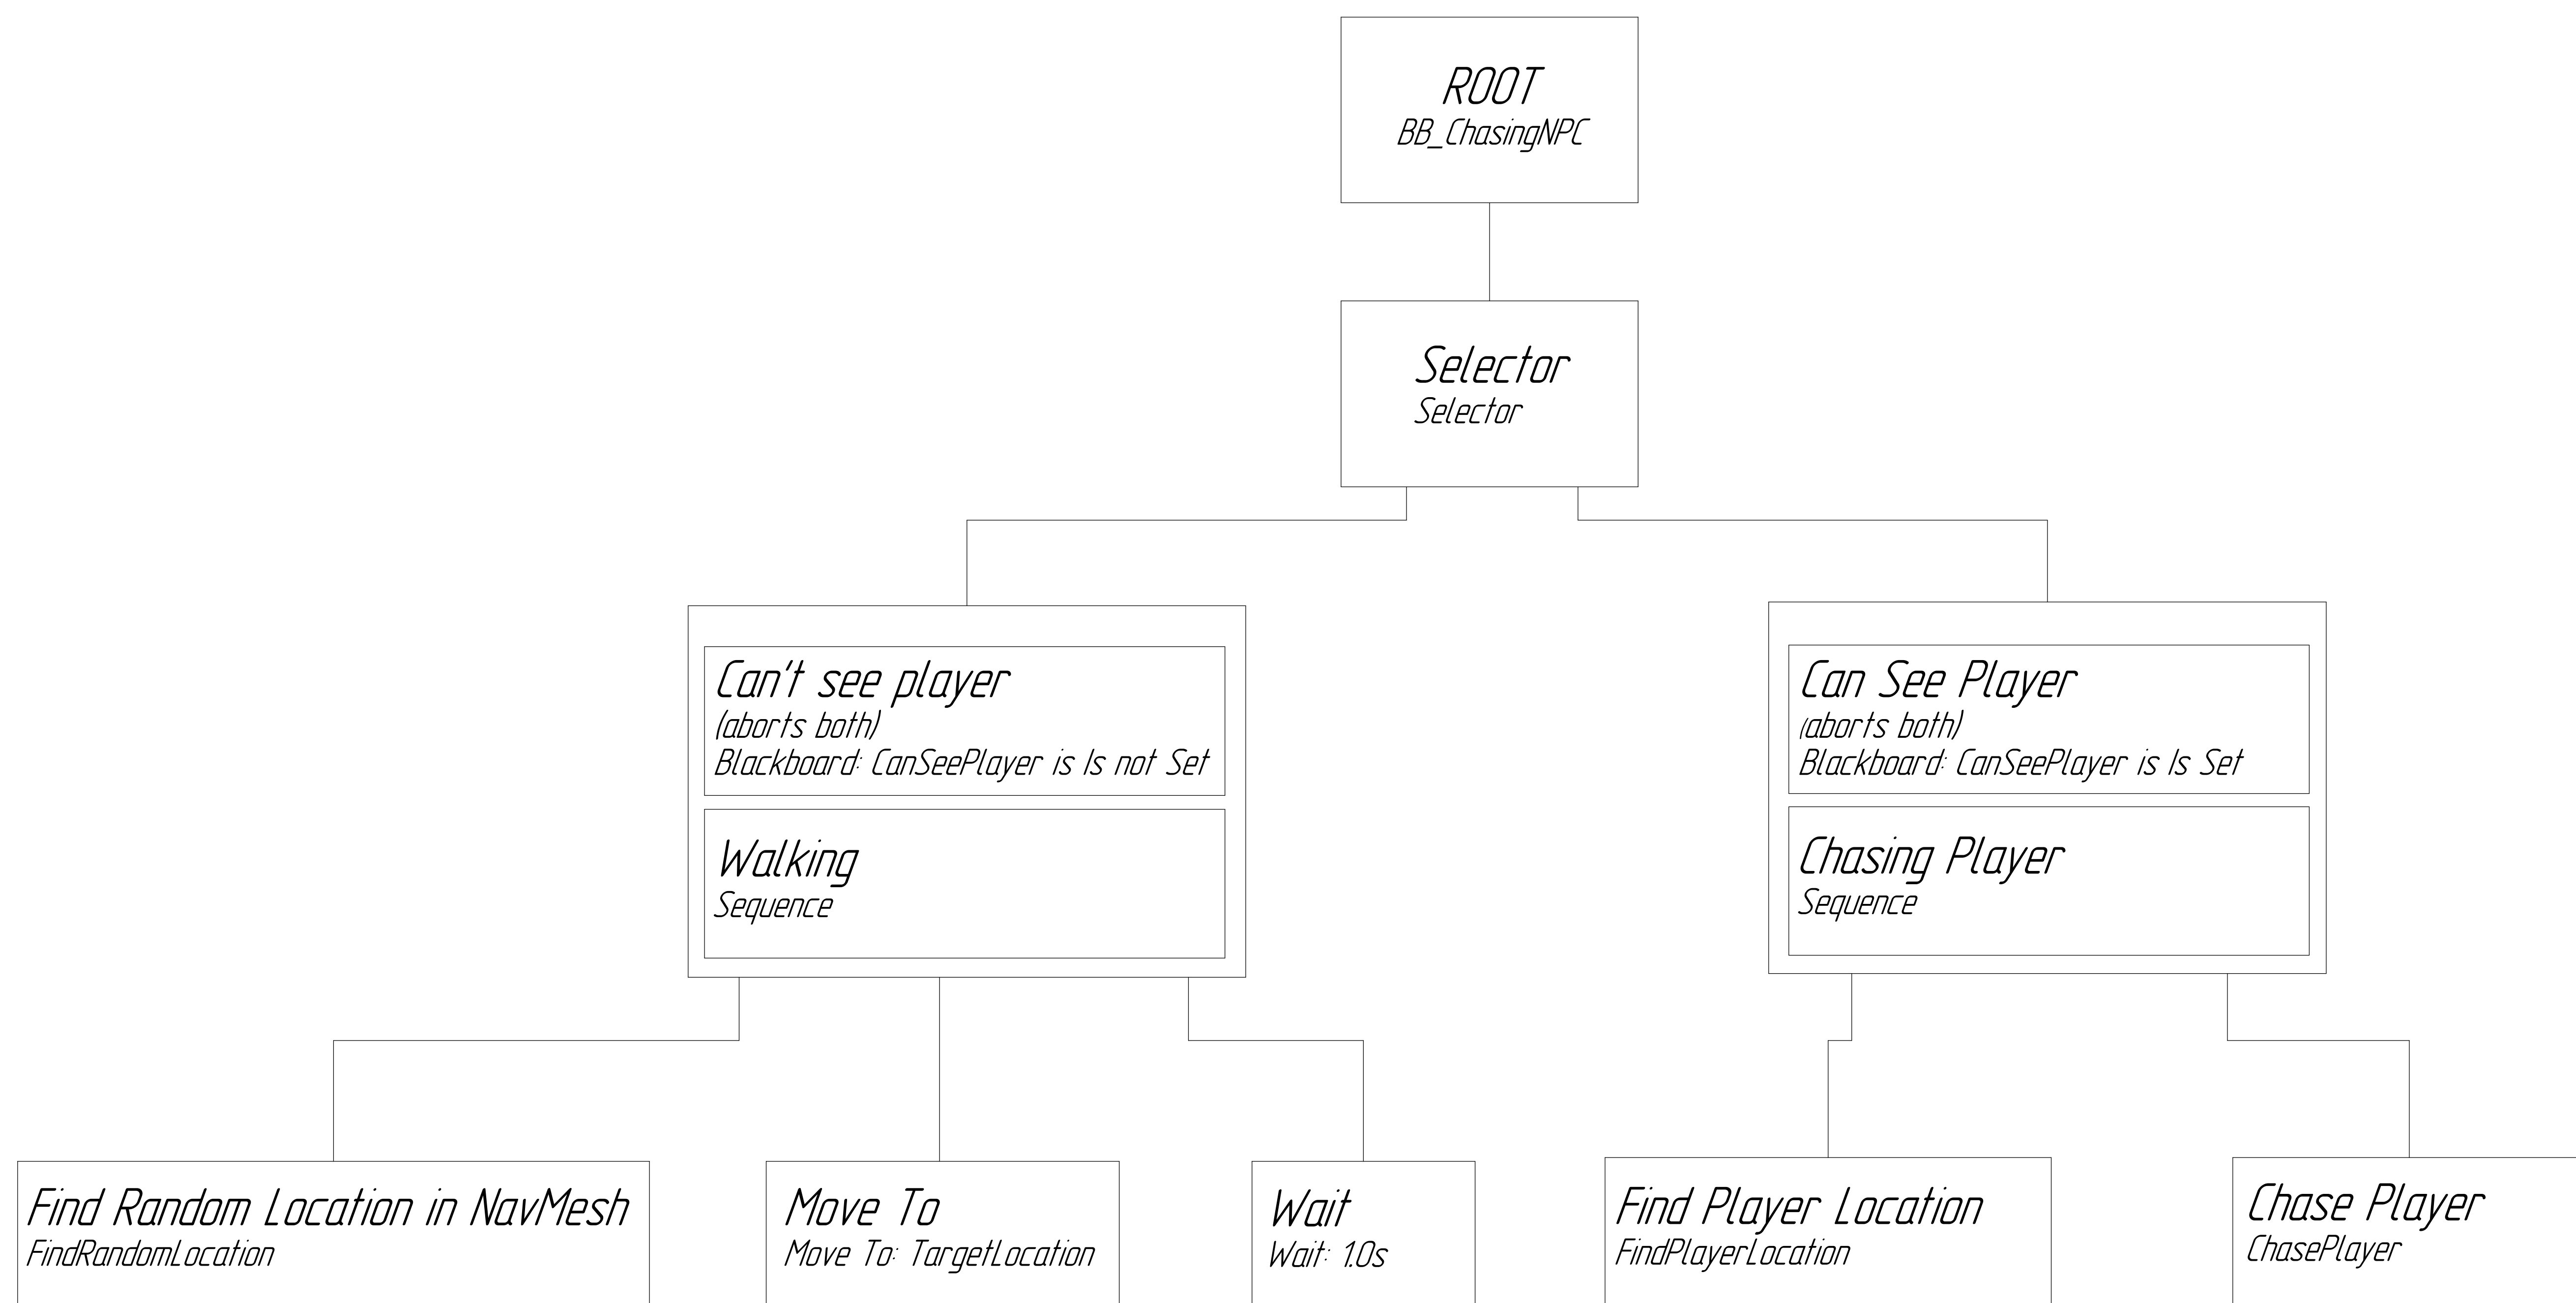 ROOT
BB_ChasingNPC
Selector
Selector
Can't see player
(aborts both)
Blackboard: CanSeePlayer is Is not Set
Walking
Sequence
Can See Player
(aborts both)
Blackboard: CanSeePlayer is Is Set
Chasing Player
Sequence
Find Random Location in NavMesh
FindRandomLocation
Move To
Move To: TargetLocation
Wait
Wait: 1.0s
Find Player Location
FindPlayerLocation
Chase Player
ChasePlayer